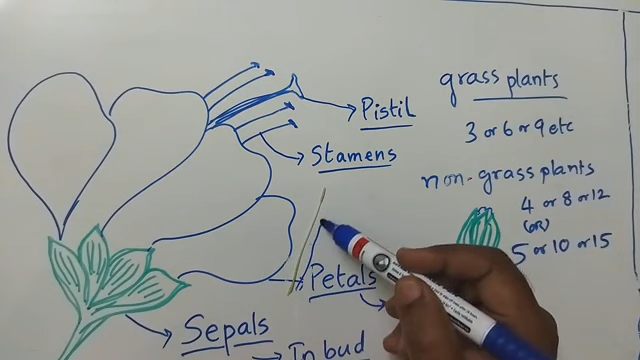 Pistil
Stamens
Petals
Sepals
In bud
grass plants
3 or 6 or 9 etc
non-grass plants
4 or 8 or 12
(or)
5 or 10 or 15